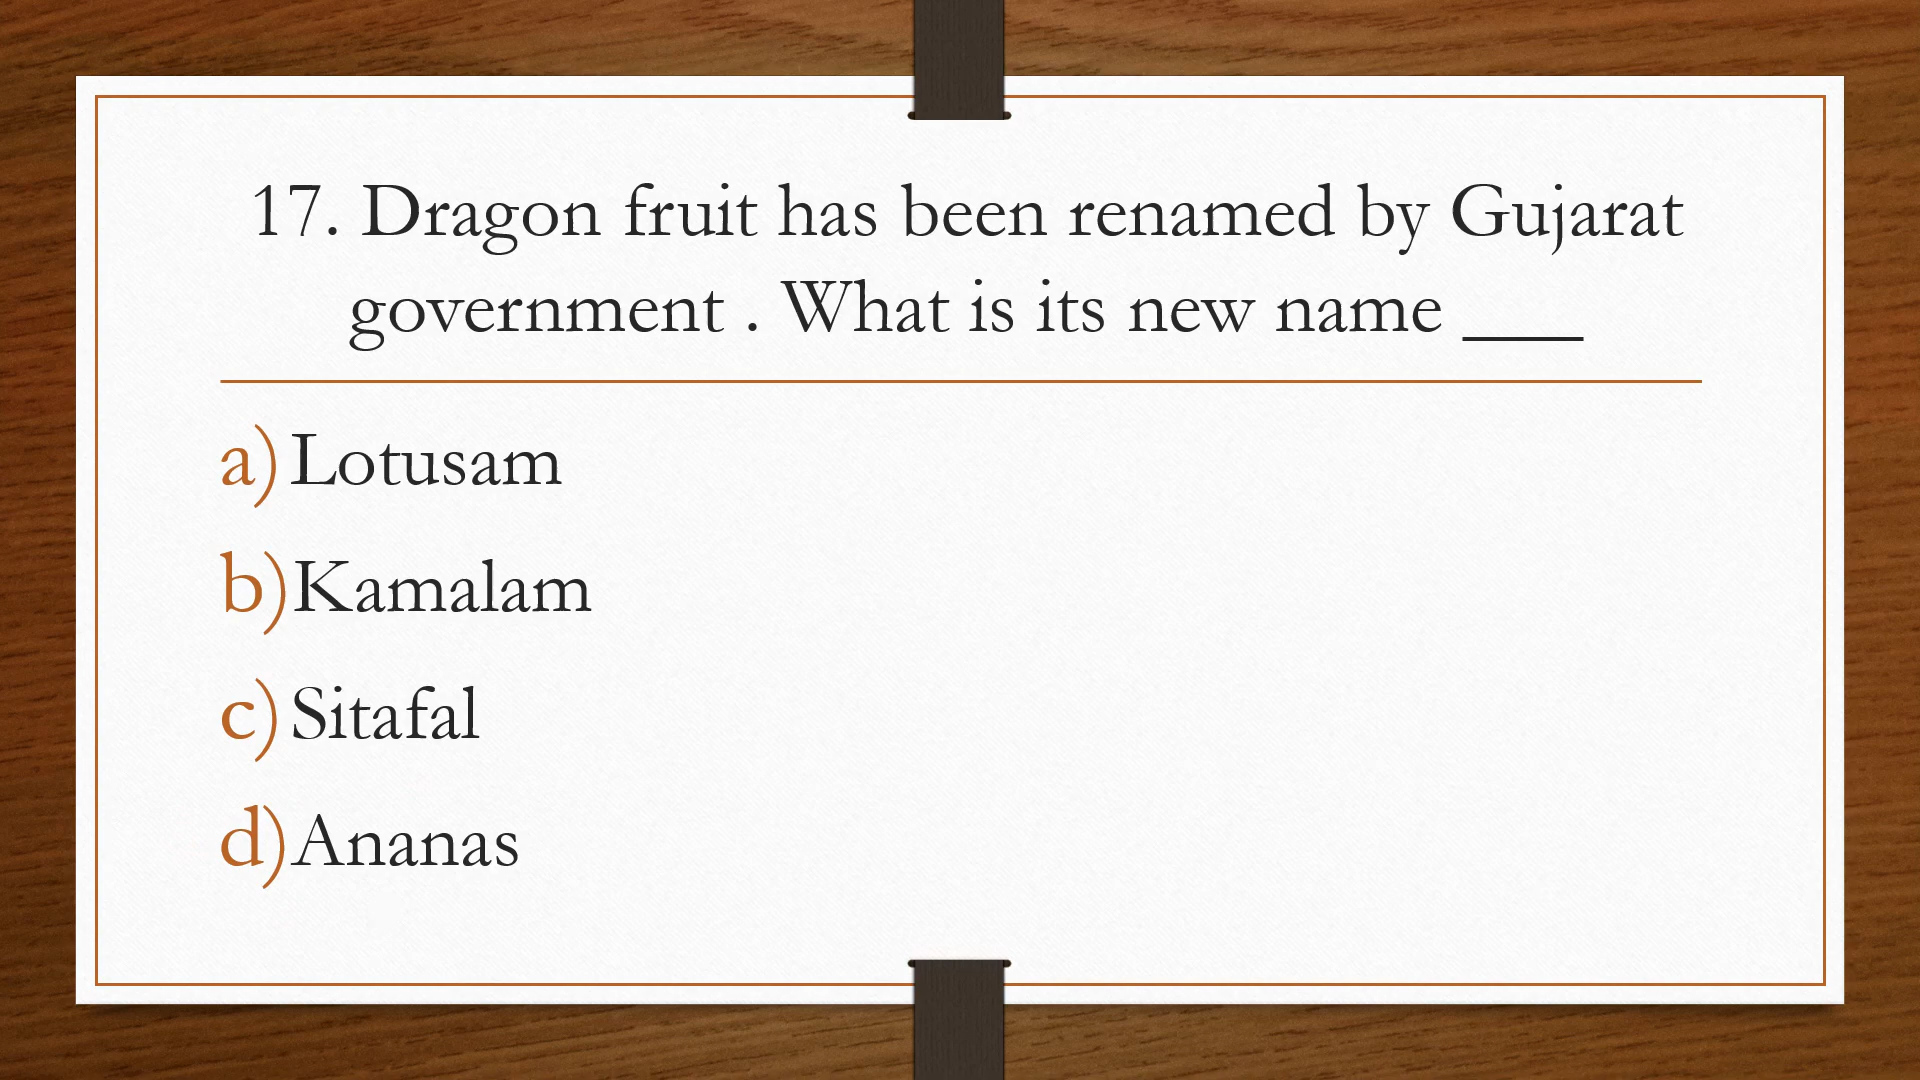 17. Dragon fruit has been renamed by Gujarat
government . What is its new name ___
a) Lotusam
b) Kamalam
c) Sitafal
d) Ananas